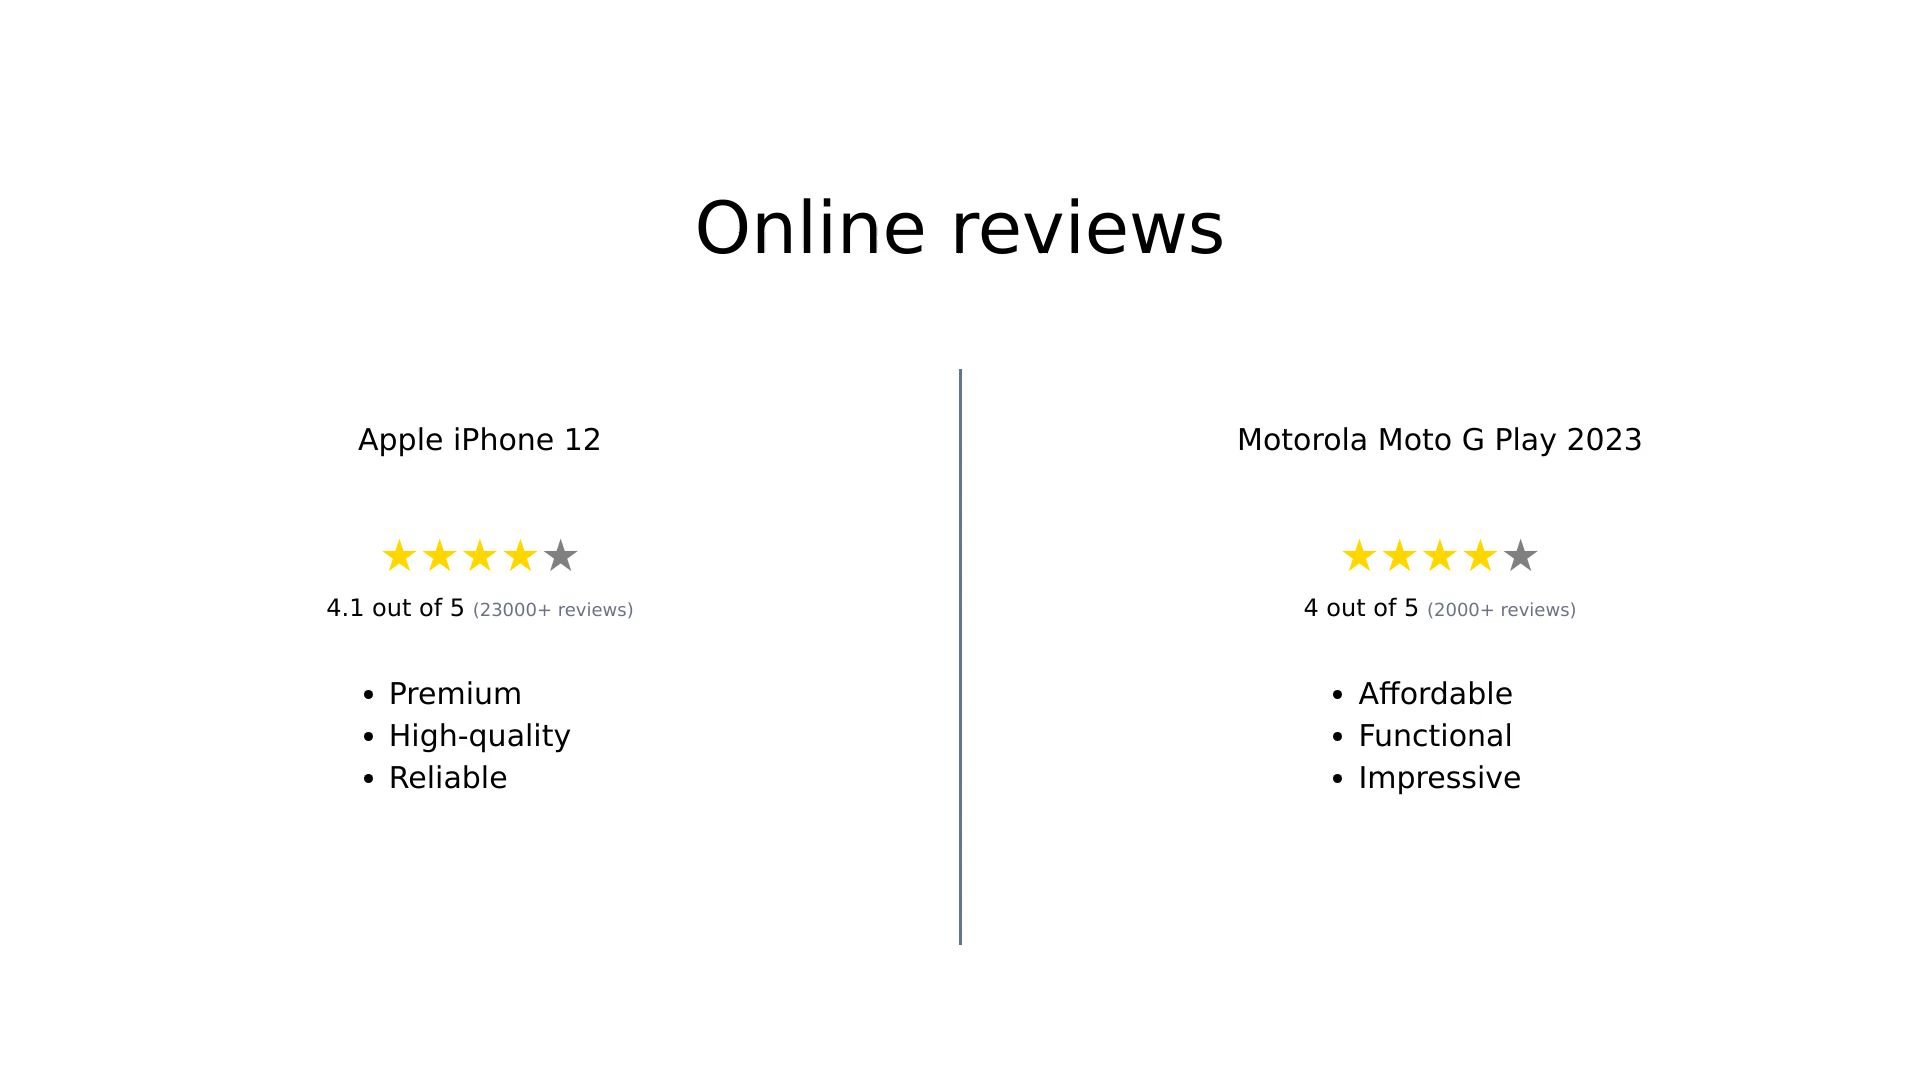 Online reviews
Apple iPhone 12
★★★★★
4.1 out of 5 (23000+ reviews)
• Premium
• High-quality
• Reliable
Motorola Moto G Play 2023
★★★★★
4 out of 5 (2000+ reviews)
• Affordable
• Functional
• Impressive